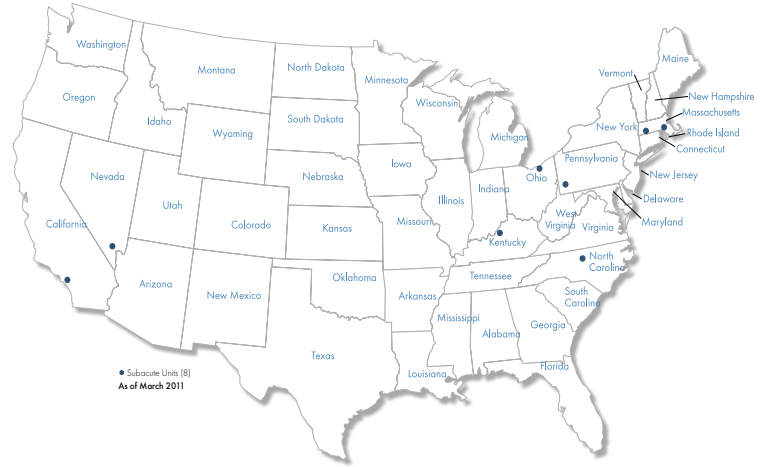 Washington
Montana
North Dakota
Minnesota
Maine
Vermont
New Hampshire
Massachusetts
Rhode Island
Connecticut
New York
Oregon
Idaho
Wyoming
South Dakota
Wisconsin
Michigan
Pennsylvania
New Jersey
Delaware
Maryland
Nevada
Utah
Colorado
Nebraska
Iowa
Illinois
Indiana
Ohio
West
Virginia
Virginia
California
Kansas
Missouri
Kentucky
North
Carolina
Arizona
New Mexico
Oklahoma
Arkansas
Tennessee
South
Carolina
Mississippi
Alabama
Georgia
Texas
Louisiana
Florida
Subacute Units (8)
As of March 2011